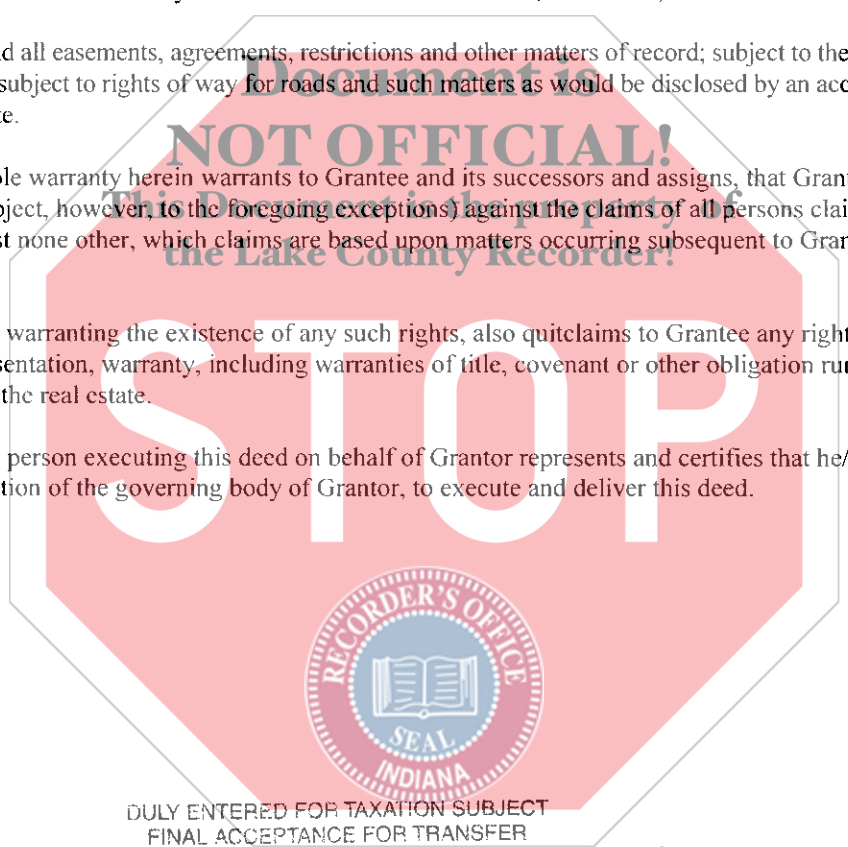 d all easements, agreements, restrictions and other matters of record; subject to the
subject to rights of way for roads and such matters as would be disclosed by an acc
te.
Document is
NOT OFFICIAL!
This Document is the property of
the Lake County Recorder!
le warranty herein warrants to Grantee and its successors and assigns, that Grant
ject, however, to the foregoing exceptions) against the claims of all persons clai
st none other, which claims are based upon matters occurring subsequent to Gran
warranting the existence of any such rights, also quitclaims to Grantee any right
sentation, warranty, including warranties of title, covenant or other obligation ru
the real estate.
person executing this deed on behalf of Grantor represents and certifies that he/
tion of the governing body of Grantor, to execute and deliver this deed.
STOP
RECORDER'S OFFICE
SEAL
INDIANA
DULY ENTERED FOR TAXATION SUBJECT
FINAL ACCEPTANCE FOR TRANSFER